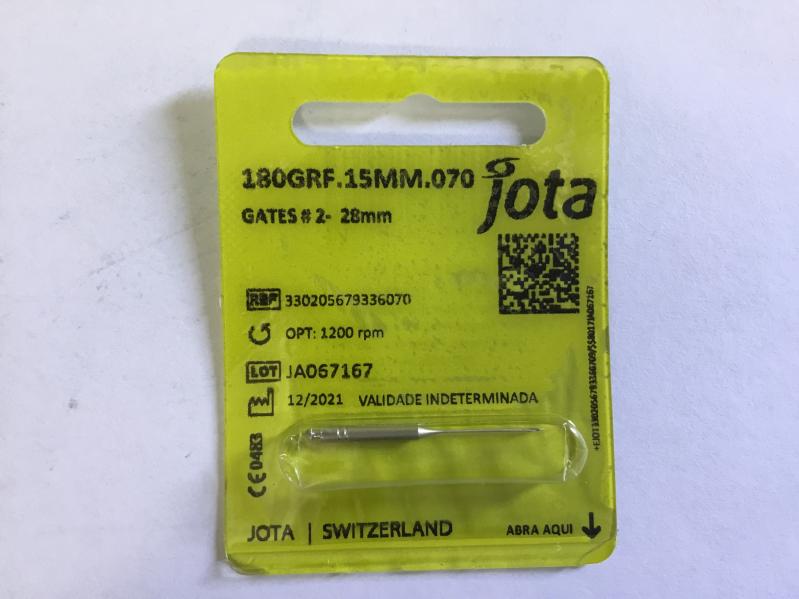 180GRF.15MM.070
jota
GATES # 2- 28mm
REF 330205679336070
OPT: 1200 rpm
LOT JA067167
12/2021 VALIDADE INDETERMINADA
CE 0483
JOTA | SWITZERLAND
ABRA AQUI